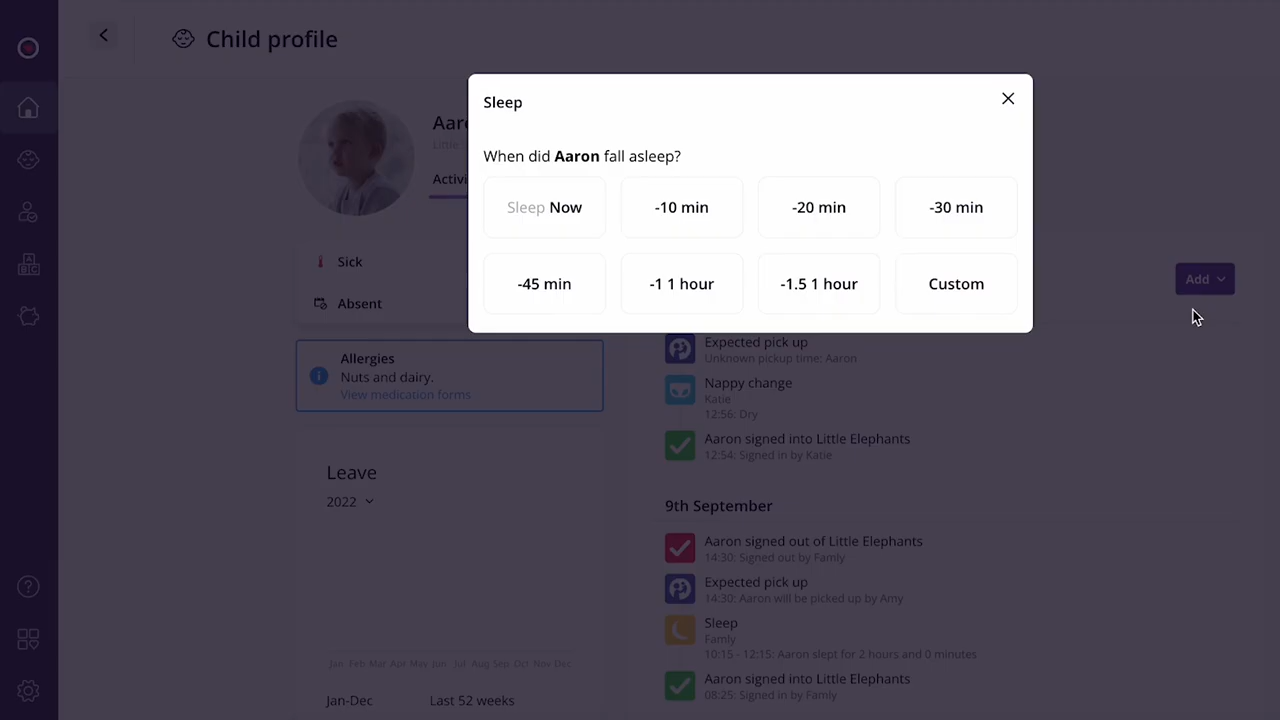 Child profile
Sleep
When did Aaron fall asleep?
Sleep Now
-10 min
-20 min
-30 min
-45 min
-1 1 hour
-1.5 1 hour
Custom
Little
Sick
Absent
Add
Allergies
Nuts and dairy.
View medication forms
Leave
2022
Jan Feb Mar Apr May Jun Jul Aug Sep Oct Nov Dec
Jan-Dec
Last 52 weeks
Expected pick up
Unknown pickup time: Aaron
Nappy change
Katie
12:56: Dry
Aaron signed into Little Elephants
12:54: Signed in by Katie
9th September
Aaron signed out of Little Elephants
14:30: Signed out by Famly
Expected pick up
14:30: Aaron will be picked up by Amy
Sleep
Famly
10:15 - 12:15: Aaron slept for 2 hours and 0 minutes
Aaron signed into Little Elephants
08:25: Signed in by Famly